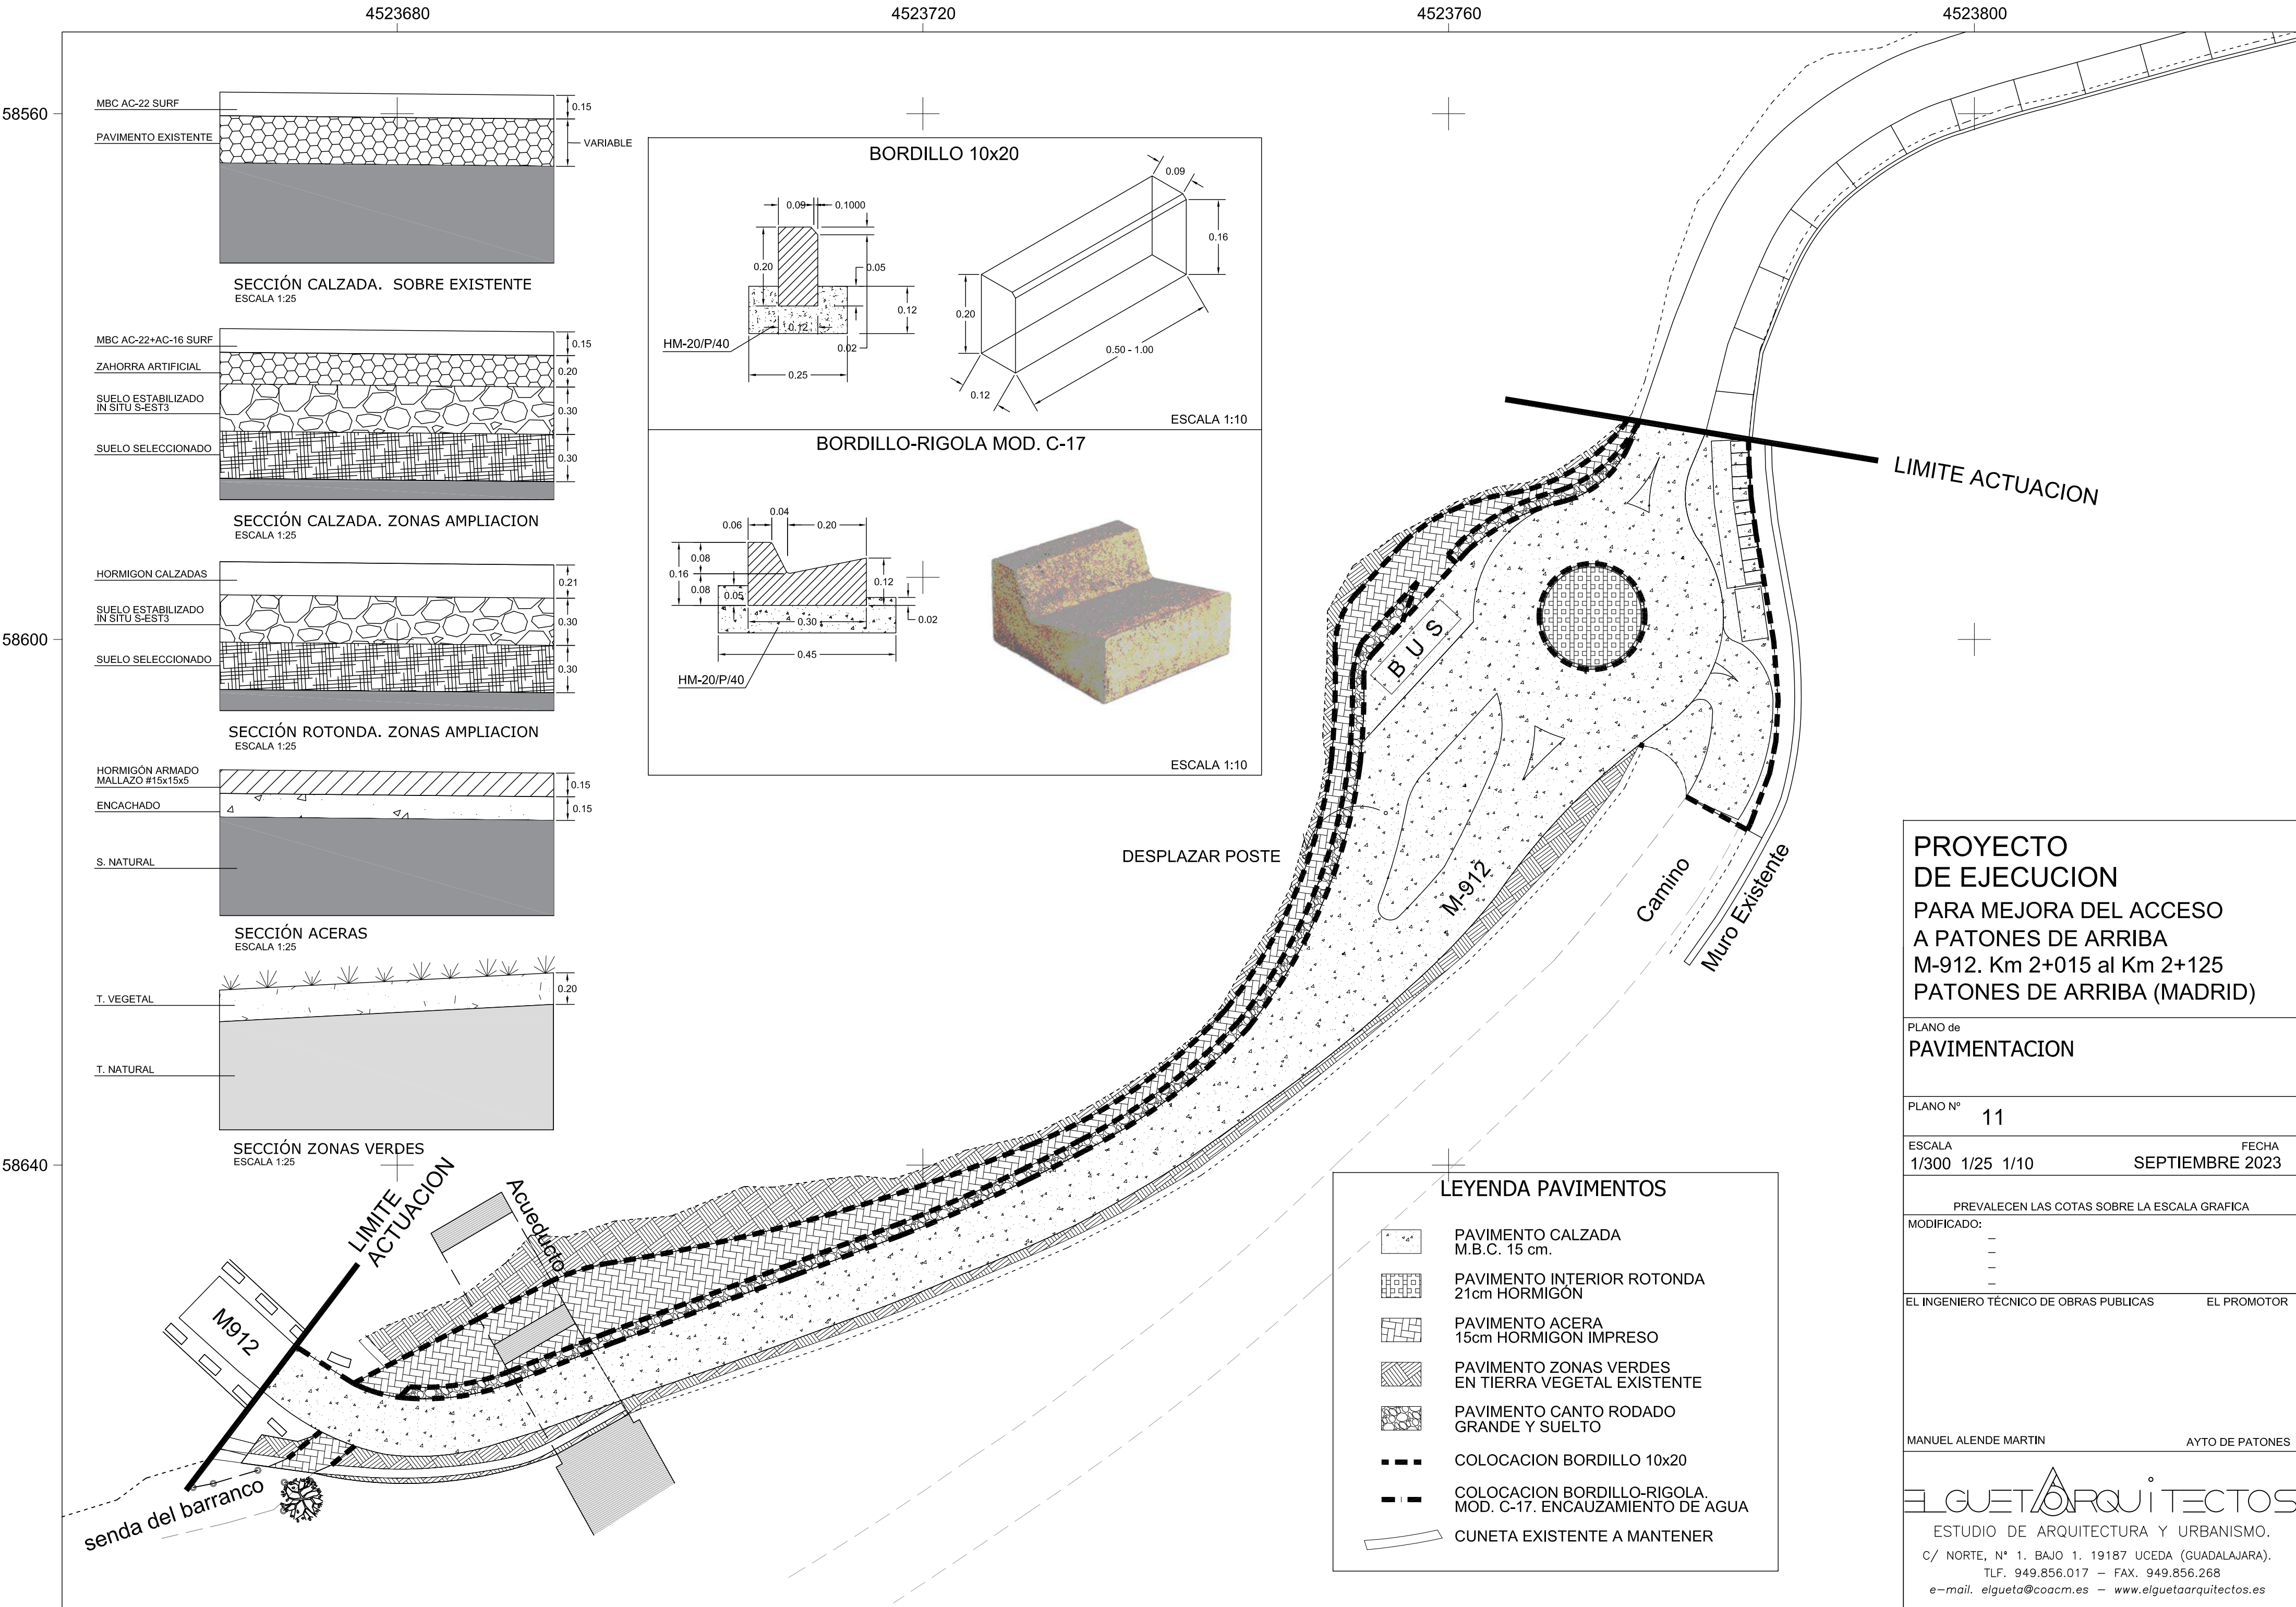 4523680
4523720
4523760
4523800
58560
58600
58640
MBC AC-22 SURF
PAVIMENTO EXISTENTE
0.15
VARIABLE
SECCIÓN CALZADA. SOBRE EXISTENTE
ESCALA 1:25
MBC AC-22+AC-16 SURF
ZAHORRA ARTIFICIAL
SUELO ESTABILIZADO
IN SITU S-EST3
SUELO SELECCIONADO
0.15
0.20
0.30
0.30
SECCIÓN CALZADA. ZONAS AMPLIACION
ESCALA 1:25
HORMIGON CALZADAS
SUELO ESTABILIZADO
IN SITU S-EST3
SUELO SELECCIONADO
0.21
0.30
0.30
SECCIÓN ROTONDA. ZONAS AMPLIACION
ESCALA 1:25
HORMIGÓN ARMADO
MALLAZO #15x15x5
ENCACHADO
S. NATURAL
0.15
0.15
SECCIÓN ACERAS
ESCALA 1:25
T. VEGETAL
T. NATURAL
0.20
SECCIÓN ZONAS VERDES
ESCALA 1:25
BORDILLO 10x20
0.09
0.1000
0.20
0.05
0.12
0.12
0.02
HM-20/P/40
0.25
0.09
0.16
0.20
0.50 - 1.00
0.12
ESCALA 1:10
BORDILLO-RIGOLA MOD. C-17
0.06
0.04
0.20
0.08
0.16
0.08
0.05
0.12
0.30
0.02
0.45
HM-20/P/40
ESCALA 1:10
LIMITE ACTUACION
BUS
DESPLAZAR POSTE
M-912
Camino
Muro Existente
LIMITE
ACTUACION
Acueducto
M912
senda del barranco
LEYENDA PAVIMENTOS
PAVIMENTO CALZADA
M.B.C. 15 cm.
PAVIMENTO INTERIOR ROTONDA
21cm HORMIGÓN
PAVIMENTO ACERA
15cm HORMIGON IMPRESO
PAVIMENTO ZONAS VERDES
EN TIERRA VEGETAL EXISTENTE
PAVIMENTO CANTO RODADO
GRANDE Y SUELTO
COLOCACION BORDILLO 10x20
COLOCACION BORDILLO-RIGOLA.
MOD. C-17. ENCAUZAMIENTO DE AGUA
CUNETA EXISTENTE A MANTENER
PROYECTO
DE EJECUCION
PARA MEJORA DEL ACCESO
A PATONES DE ARRIBA
M-912. Km 2+015 al Km 2+125
PATONES DE ARRIBA (MADRID)
PLANO de
PAVIMENTACION
PLANO Nº 11
ESCALA FECHA
1/300 1/25 1/10 SEPTIEMBRE 2023
PREVALECEN LAS COTAS SOBRE LA ESCALA GRAFICA
MODIFICADO:
–
–
–
–
EL INGENIERO TÉCNICO DE OBRAS PUBLICAS EL PROMOTOR
MANUEL ALENDE MARTIN AYTO DE PATONES
ELGUETARQUiTECTOS
ESTUDIO DE ARQUITECTURA Y URBANISMO.
C/ NORTE, Nº 1. BAJO 1. 19187 UCEDA (GUADALAJARA).
TLF. 949.856.017 – FAX. 949.856.268
e-mail. elgueta@coacm.es – www.elguetaarquitectos.es